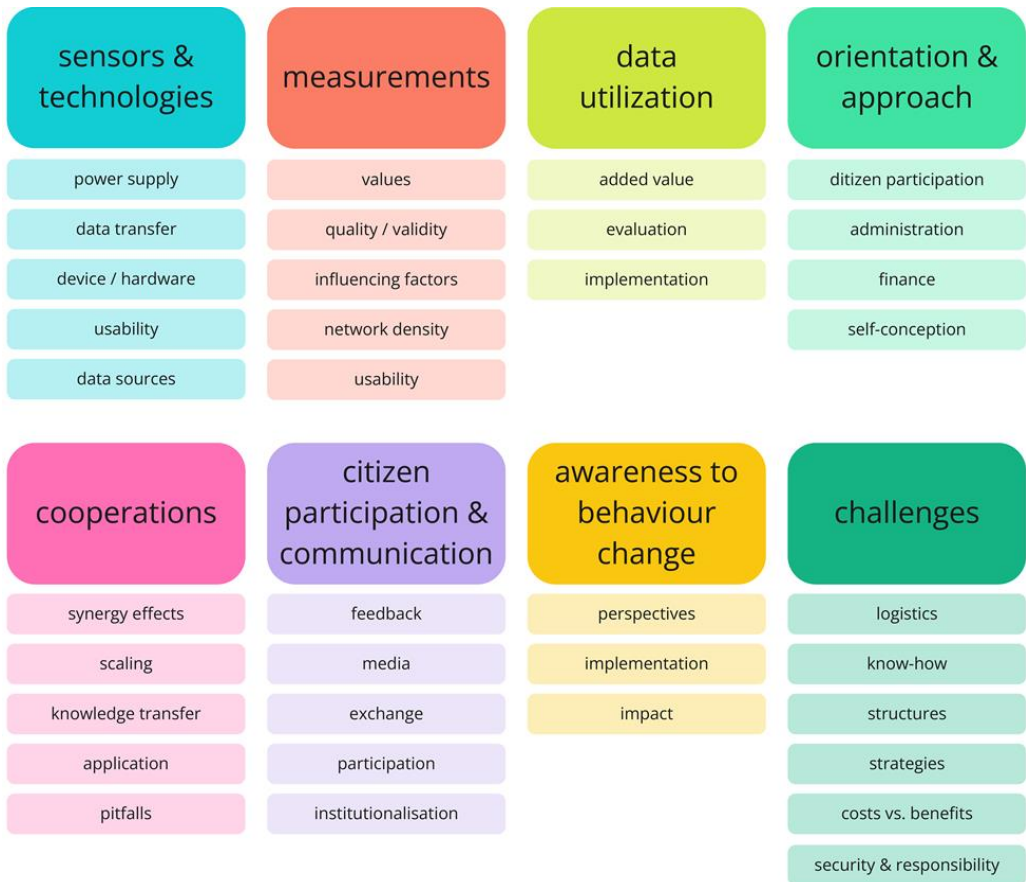 sensors &
technologies
power supply
data transfer
device / hardware
usability
data sources
measurements
values
quality / validity
influencing factors
network density
usability
data
utilization
added value
evaluation
implementation
orientation &
approach
ditizen participation
administration
finance
self-conception
cooperations
synergy effects
scaling
knowledge transfer
application
pitfalls
citizen
participation &
communication
feedback
media
exchange
participation
institutionalisation
awareness to
behaviour
change
perspectives
implementation
impact
challenges
logistics
know-how
structures
strategies
costs vs. benefits
security & responsibility